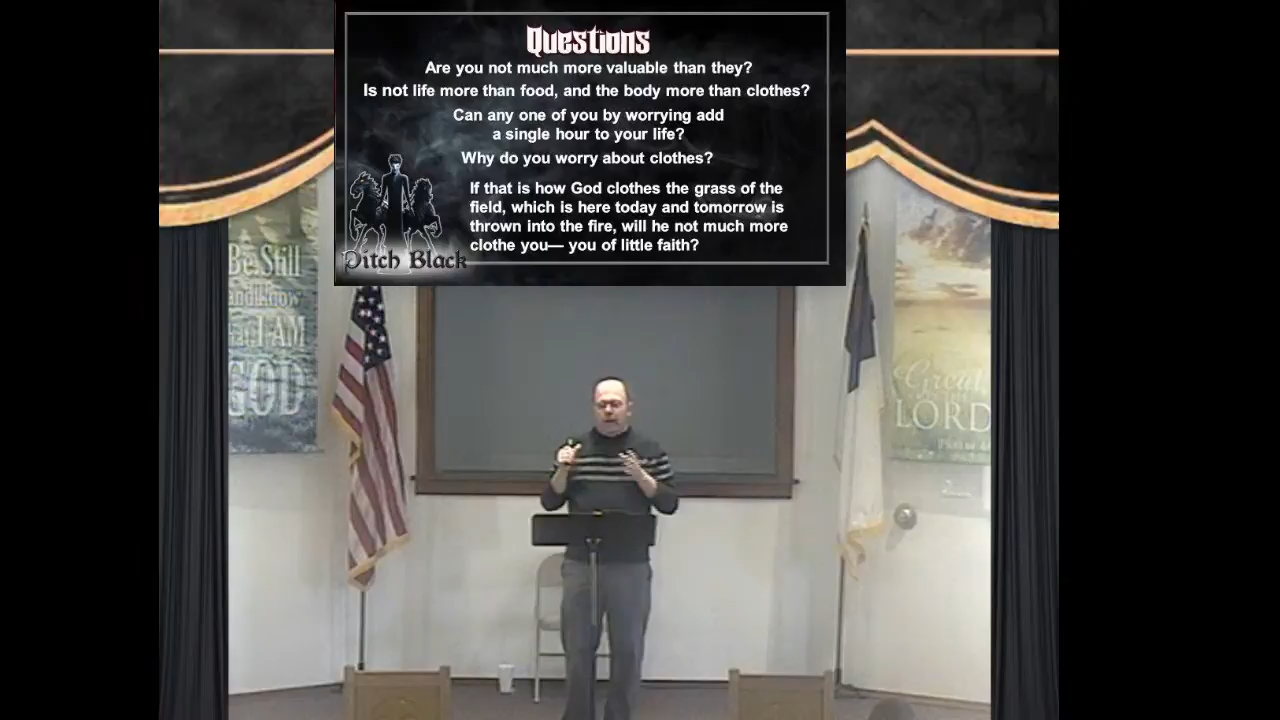 Questions
Are you not much more valuable than they?
Is not life more than food, and the body more than clothes?
Can any one of you by worrying add
a single hour to your life?
Why do you worry about clothes?
If that is how God clothes the grass of the
field, which is here today and tomorrow is
thrown into the fire, will he not much more
clothe you— you of little faith?
Pitch Black
Be Still
and Know
I AM
GOD
Great
LORD